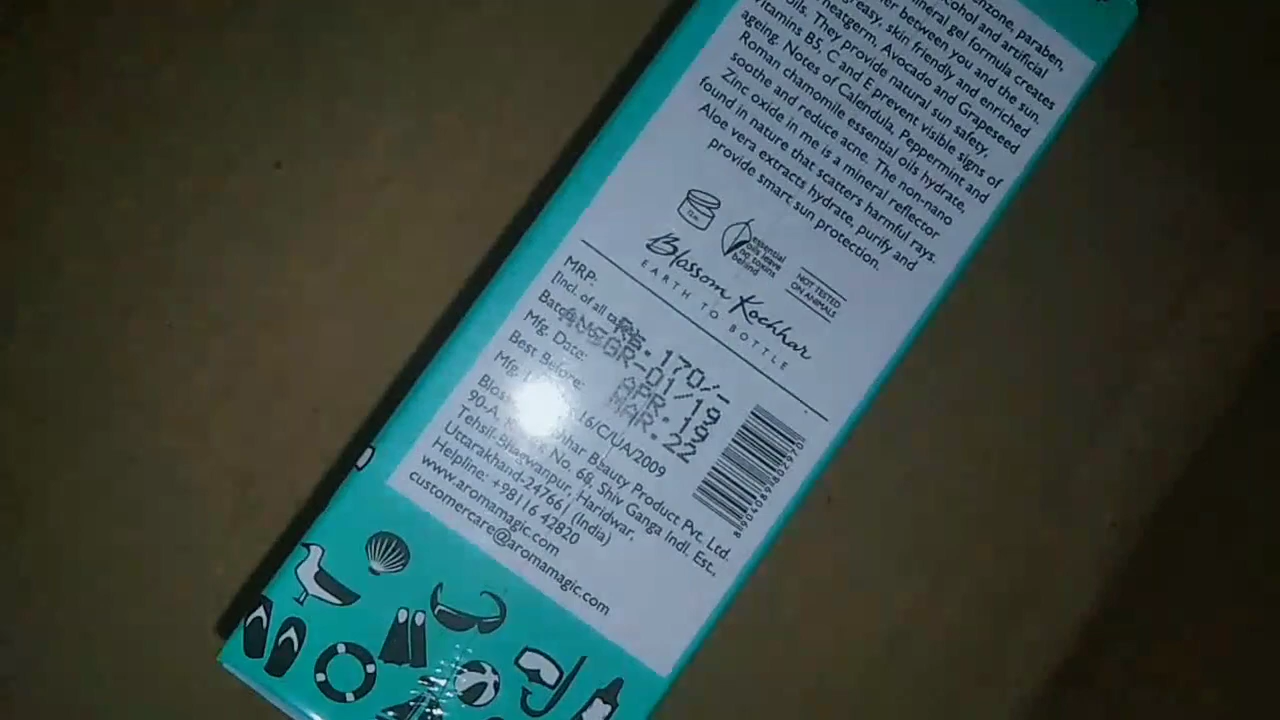 nzone, paraben,
cohol and artificial
neral gel formula creates
er between you and the sun.
easy, skin friendly and enriched
heatgerm, Avocado and Grapeseed
oils. They provide natural sun safety,
itamins B5, C and E prevent visible signs of
ageing. Notes of Calendula, Peppermint and
Roman chamomile essential oils hydrate,
soothe and reduce acne. The non-nano
Zinc oxide in me is a mineral reflector
found in nature that scatters harmful rays.
Aloe vera extracts hydrate, purify and
provide smart sun protection.
essential
oils leave
no toxins
behind
NOT TESTED
ON ANIMALS
Blossom Kochhar
EARTH TO BOTTLE
MRP: RS. 170/-
[Incl. of all
Batch -01/19
Mfg. Date: APR. 19
Best Before: MAR. 22
Mfg. 16/C/UA/2009
Blos hhar Beauty Product Pvt. Ltd.
90-A, No. 68, Shiv Ganga Indl. Est.,
Tehsil-Bhagwanpur, Haridwar,
Uttarakhand-247661 (India)
Helpline: +98116 42820
www.aromamagic.com
customercare@aromamagic.com